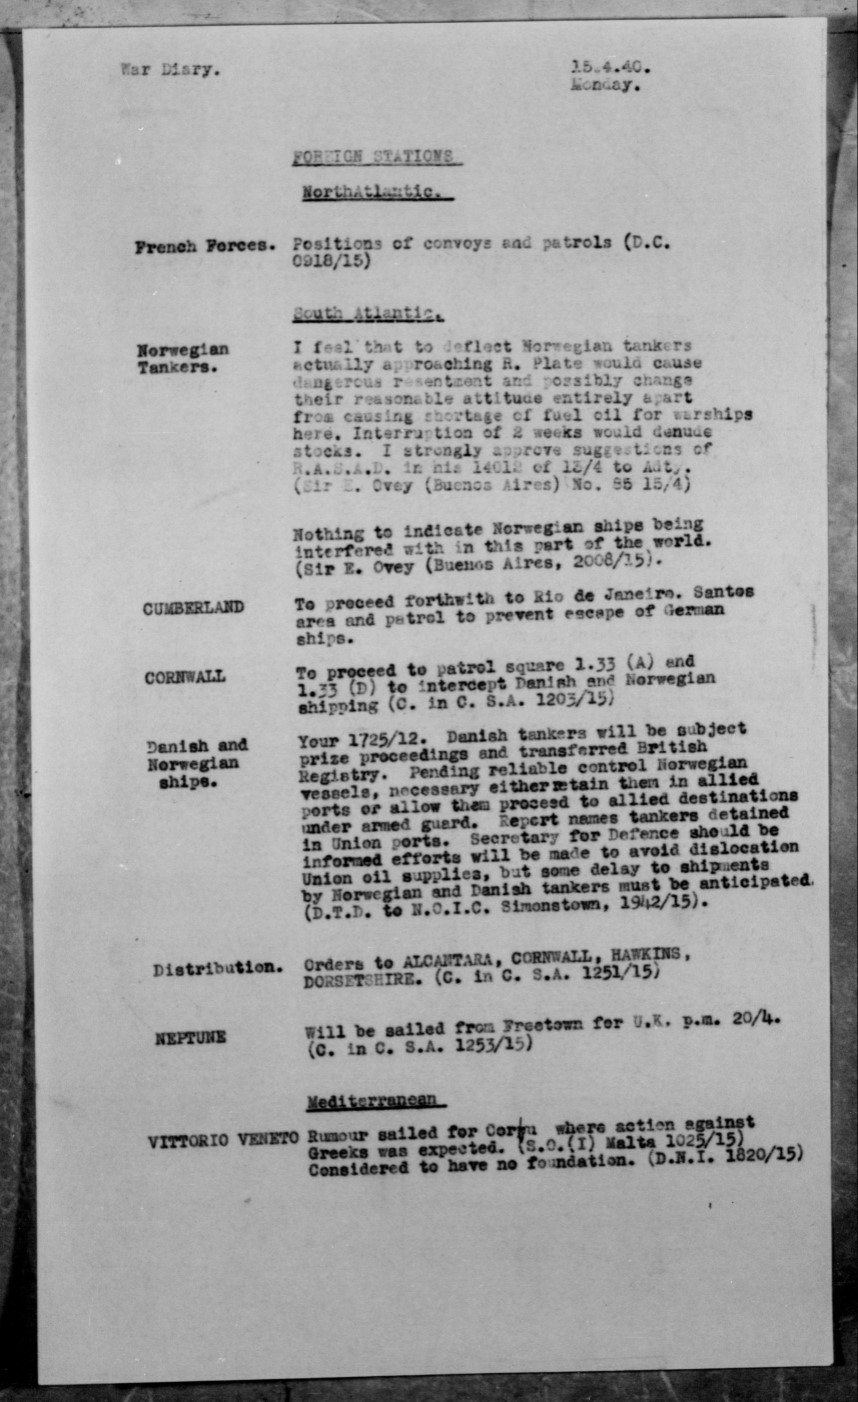 War Diary. 15.4.40.
Monday.
FOREIGN STATIONS
NorthAtlantic.
French Forces. Positions of convoys and patrols (D.C.
0918/15)
South Atlantic.
Norwegian Tankers. I feel that to deflect Norwegian tankers
actually approaching R. Plate would cause
dangerous resentment and possibly change
their reasonable attitude entirely apart
from causing shortage of fuel oil for warships
here. Interruption of 2 weeks would denude
stocks. I strongly approve suggestions of
R.A.S.A.D. in his 1401Z of 12/4 to Adty.
(Sir E. Ovey (Buenos Aires) No. 15/4)
Nothing to indicate Norwegian ships being
interfered with in this part of the world.
(Sir E. Ovey (Buenos Aires, 2008/15).
CUMBERLAND To proceed forthwith to Rio de Janeiro. Santos
area and patrol to prevent escape of German
ships.
CORNWALL To proceed to patrol square 1.33 (A) and
1.33 (D) to intercept Danish and Norwegian
shipping (C. in C. S.A. 1203/15)
Danish and Norwegian ships. Your 1725/12. Danish tankers will be subject
prize proceedings and transferred British
Registry. Pending reliable control Norwegian
vessels, necessary either retain them in allied
ports or allow them proceed to allied destinations
under armed guard. Report names tankers detained
in Union ports. Secretary for Defence should be
informed efforts will be made to avoid dislocation
Union oil supplies, but some delay to shipments
by Norwegian and Danish tankers must be anticipated.
(D.T.D. to N.O.I.C. Simonstown, 1942/15).
Distribution. Orders to ALCANTARA, CORNWALL, HAWKINS,
DORSETSHIRE. (C. in C. S.A. 1251/15)
NEPTUNE Will be sailed from Freetown for U.K. p.m. 20/4.
(C. in C. S.A. 1253/15)
Mediterranean
VITTORIO VENETO Rumour sailed for Corfu where action against
Greeks was expected. (S.O.(I) Malta 1025/15)
Considered to have no foundation. (D.N.I. 1820/15)